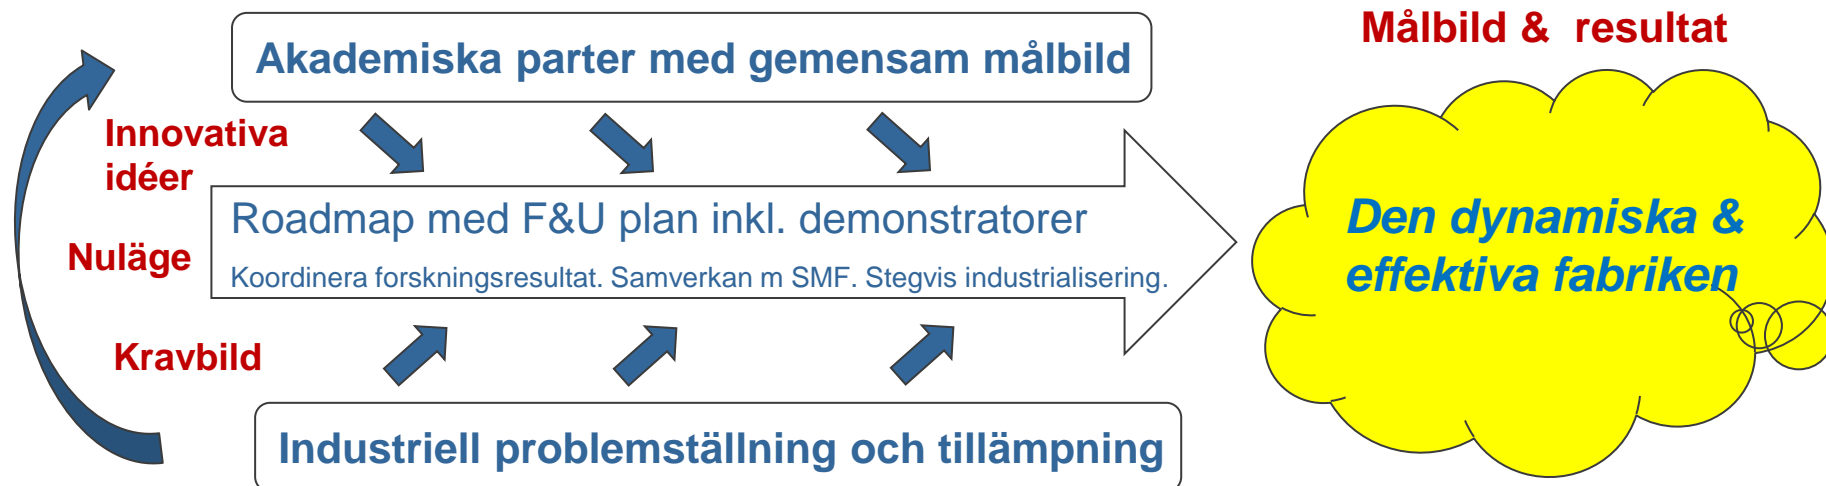 Målbild & resultat
Akademiska parter med gemensam målbild
Innovativa
idéer
Roadmap med F&U plan inkl. demonstratorer
Nuläge
Koordinera forskningsresultat. Samverkan m SMF. Stegvis industrialisering.
Den dynamiska &
effektiva fabriken
Kravbild
Industriell problemställning och tillämpning